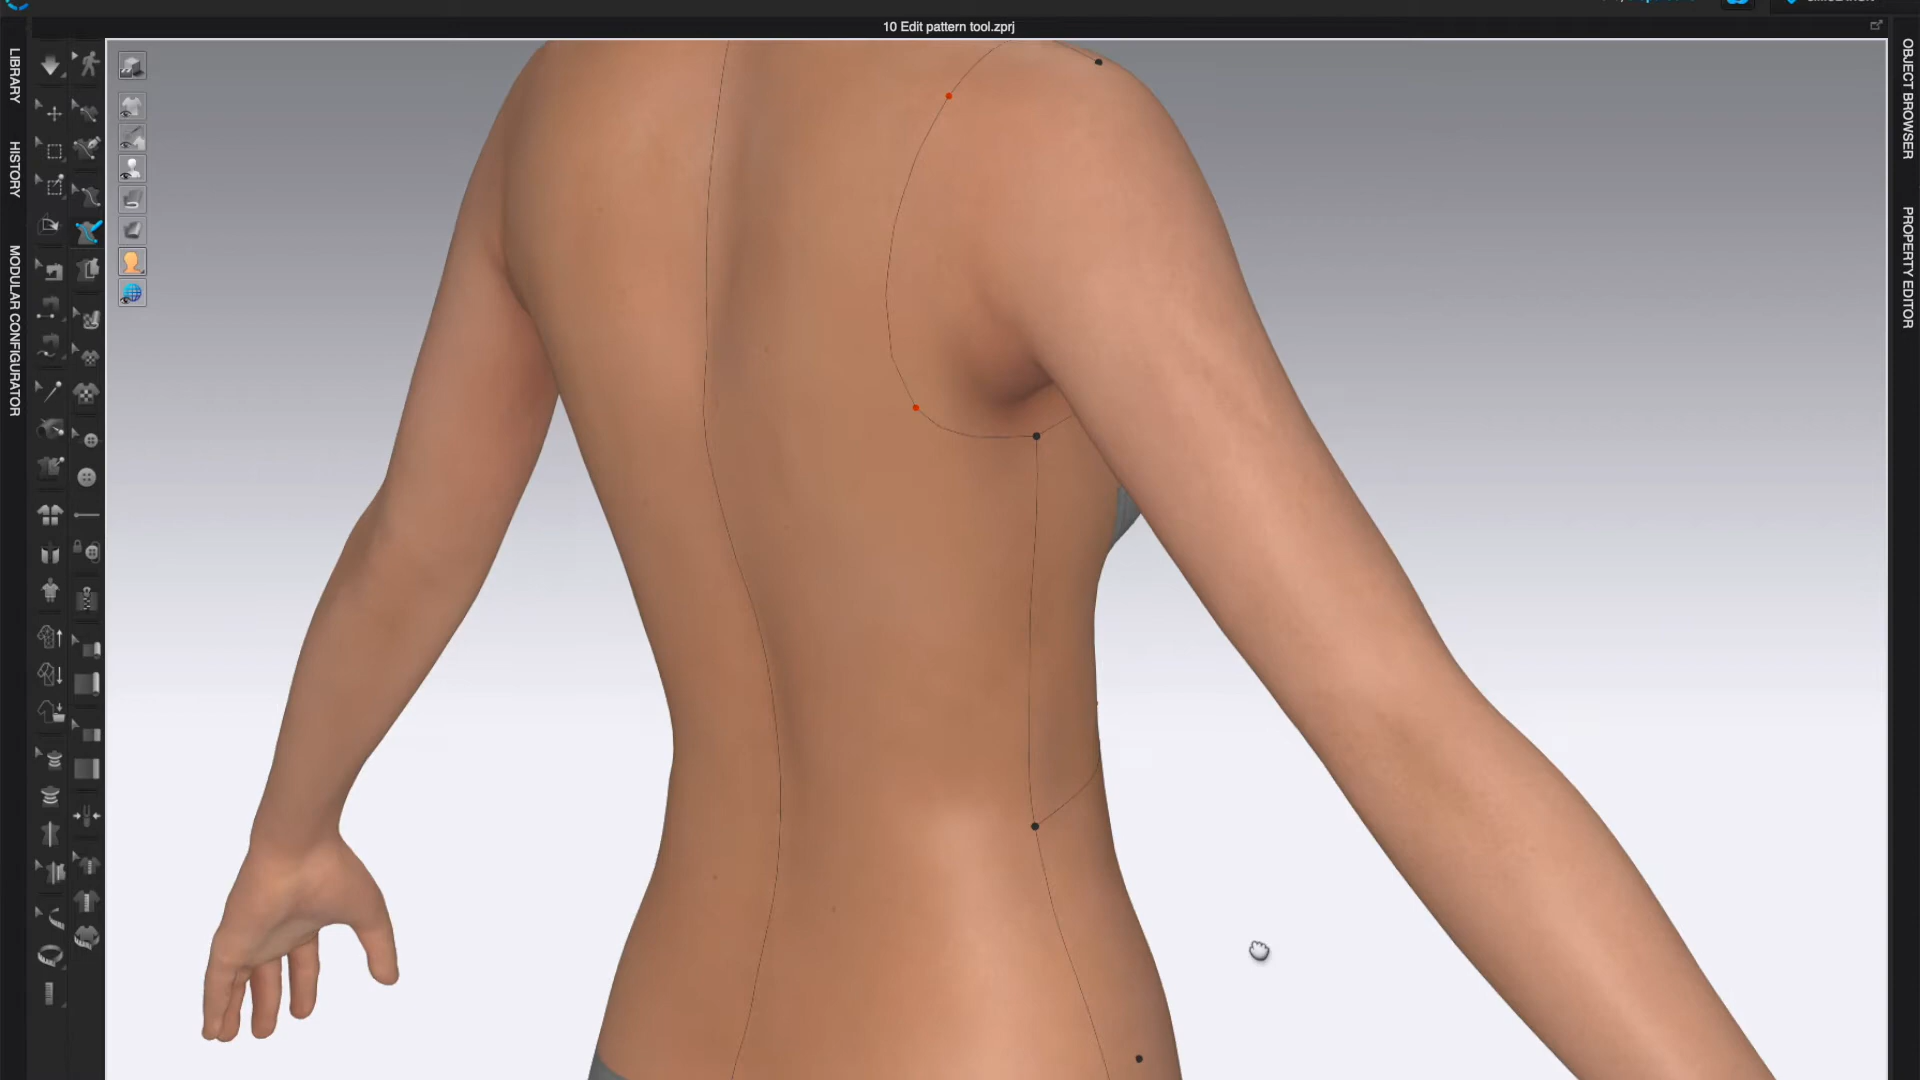 10 Edit pattern tool.zprj
LIBRARY
HISTORY
MODULAR CONFIGURATOR
OBJECT BROWSER
PROPERTY EDITOR